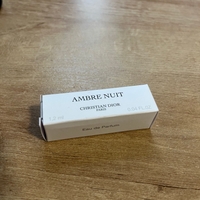 AMBRE NUIT
CHRISTIAN DIOR
PARIS
Eau de Parfum